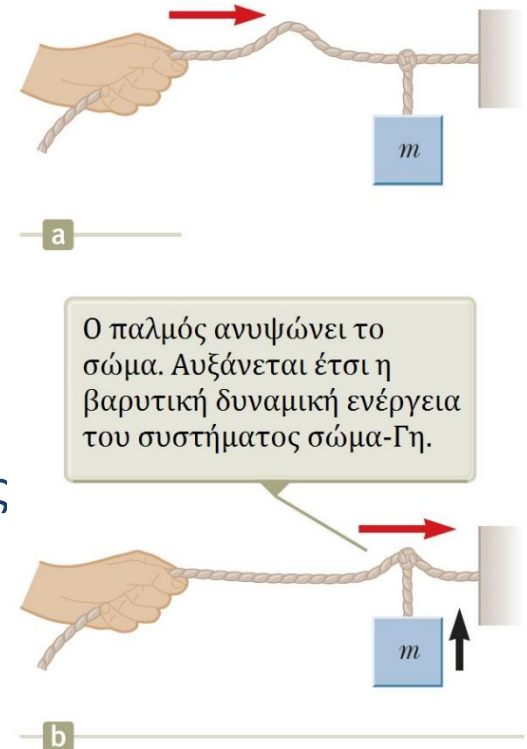 m
a
Ο παλμός ανυψώνει το
σώμα. Αυξάνεται έτσι η
βαρυτική δυναμική ενέργεια
του συστήματος σώμα-Γη.
ς
m
b